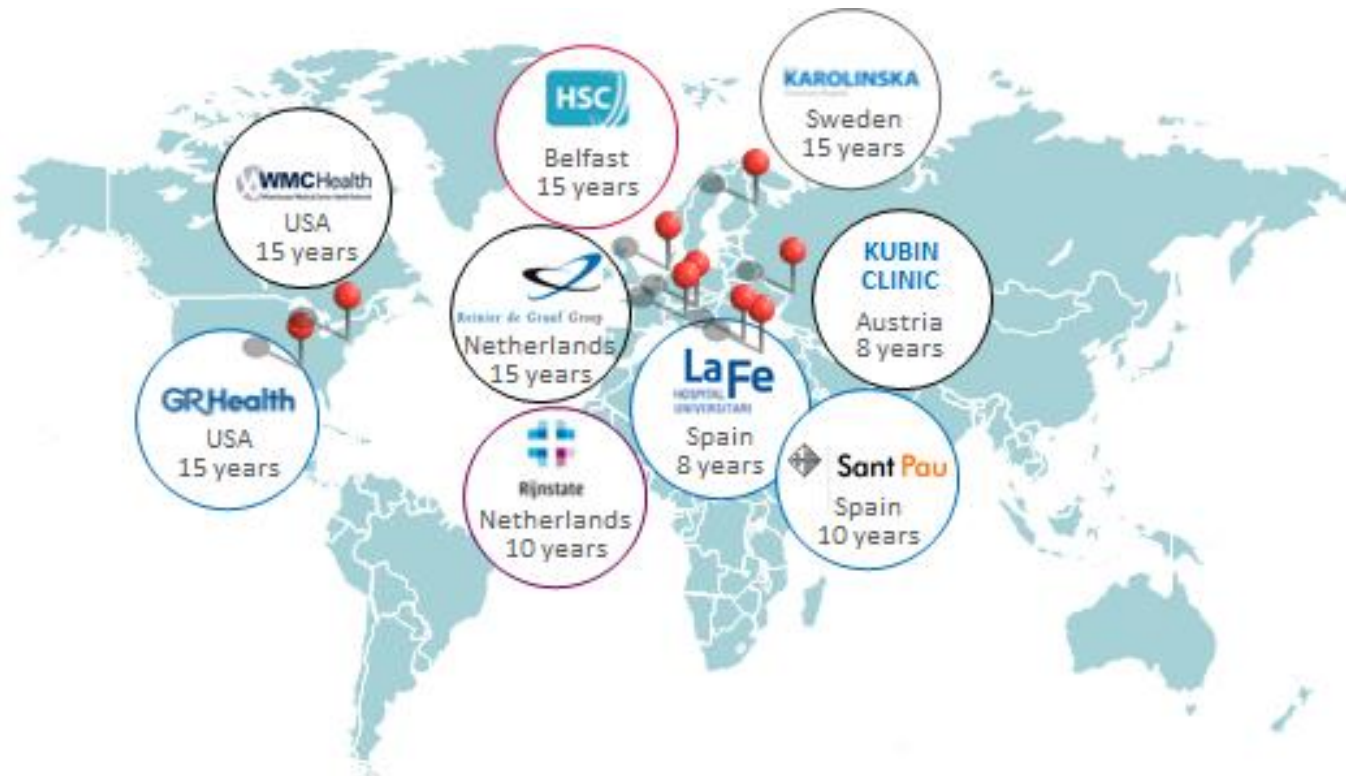 HSC
Belfast
15 years
KAROLINSKA
Sweden
15 years
WMCHealth
USA
15 years
Reinier de Graaf Groep
Netherlands
15 years
KUBIN
CLINIC
Austria
8 years
GRHealth
USA
15 years
La Fe
HOSPITAL
UNIVERSITARI
Spain
8 years
Rijnstate
Netherlands
10 years
Sant Pau
Spain
10 years